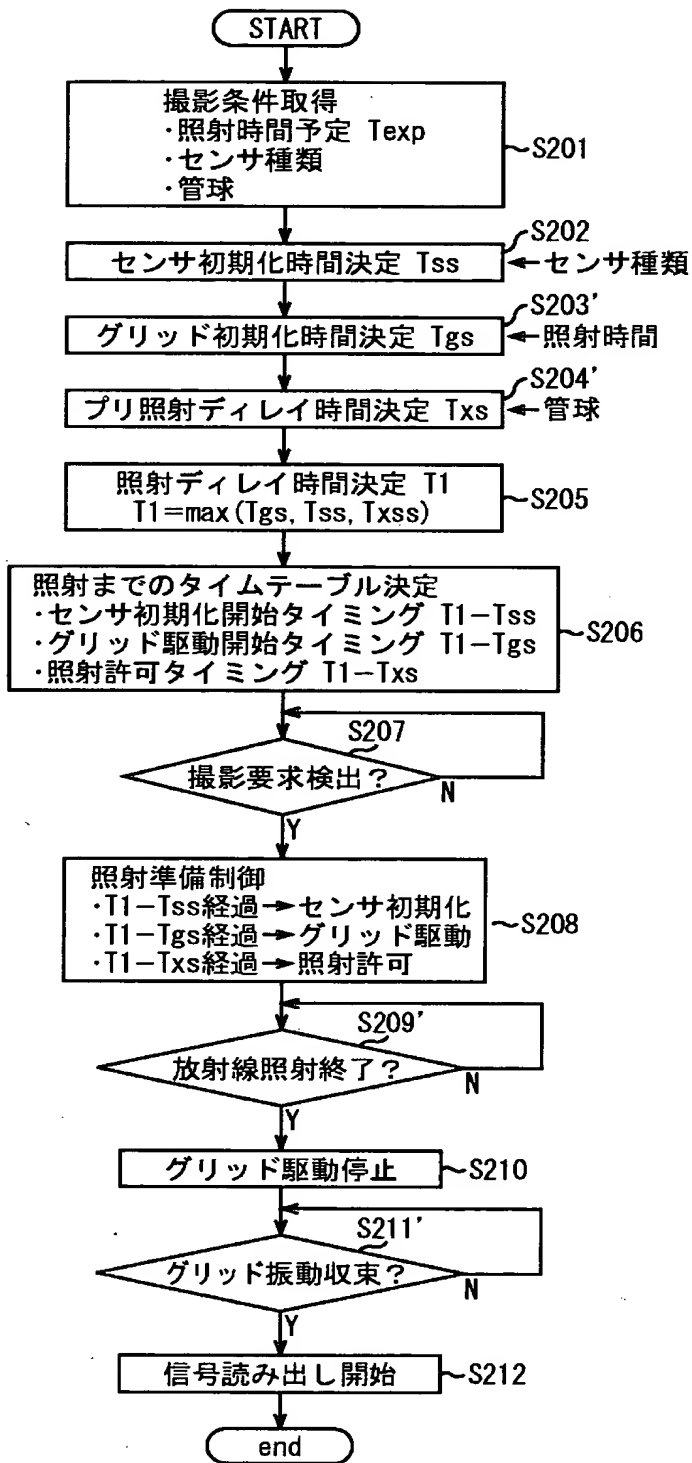 START
撮影条件取得
・照射時間予定 Texp
・センサ種類
・管球
S201
S202
センサ初期化時間決定 Tss
センサ種類
S203'
グリッド初期化時間決定 Tgs
照射時間
S204'
プリ照射ディレイ時間決定 Txs
管球
照射ディレイ時間決定 T1
T1=max(Tgs,Tss,Txss)
S205
照射までのタイムテーブル決定
・センサ初期化開始タイミング T1-Tss
・グリッド駆動開始タイミング T1-Tgs
・照射許可タイミング T1-Txs
S206
S207
撮影要求検出?
N
Y
照射準備制御
・T1-Tss経過→センサ初期化
・T1-Tgs経過→グリッド駆動
・T1-Txs経過→照射許可
S208
S209'
放射線照射終了?
N
Y
グリッド駆動停止
S210
S211'
グリッド振動収束?
N
Y
信号読み出し開始
S212
end